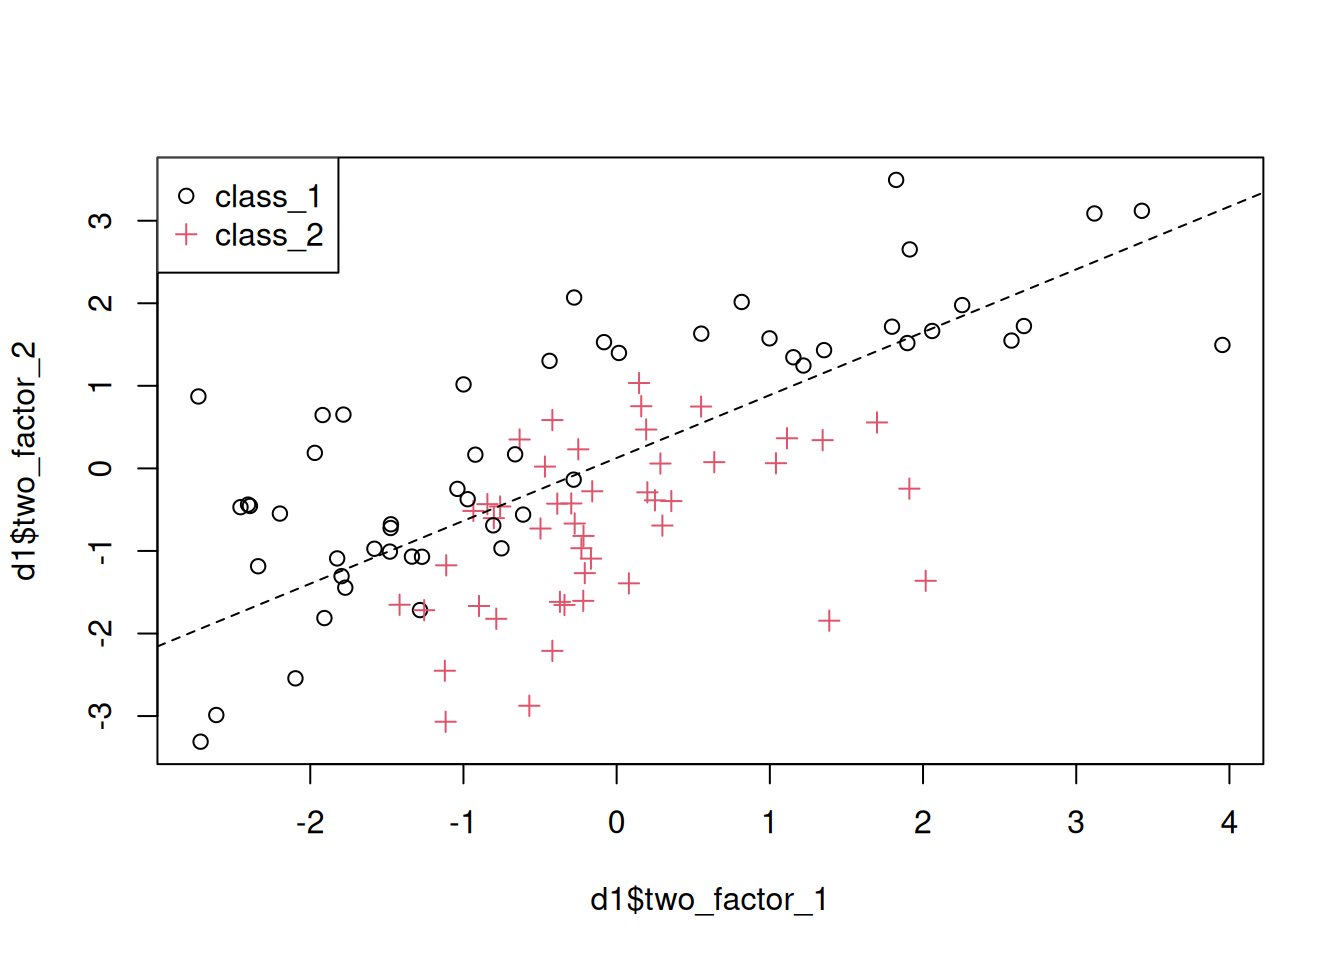 class_1
class_2
3
2
1
0
-1
-2
-3
d1$two_factor_2
-2 -1 0 1 2 3 4
d1$two_factor_1